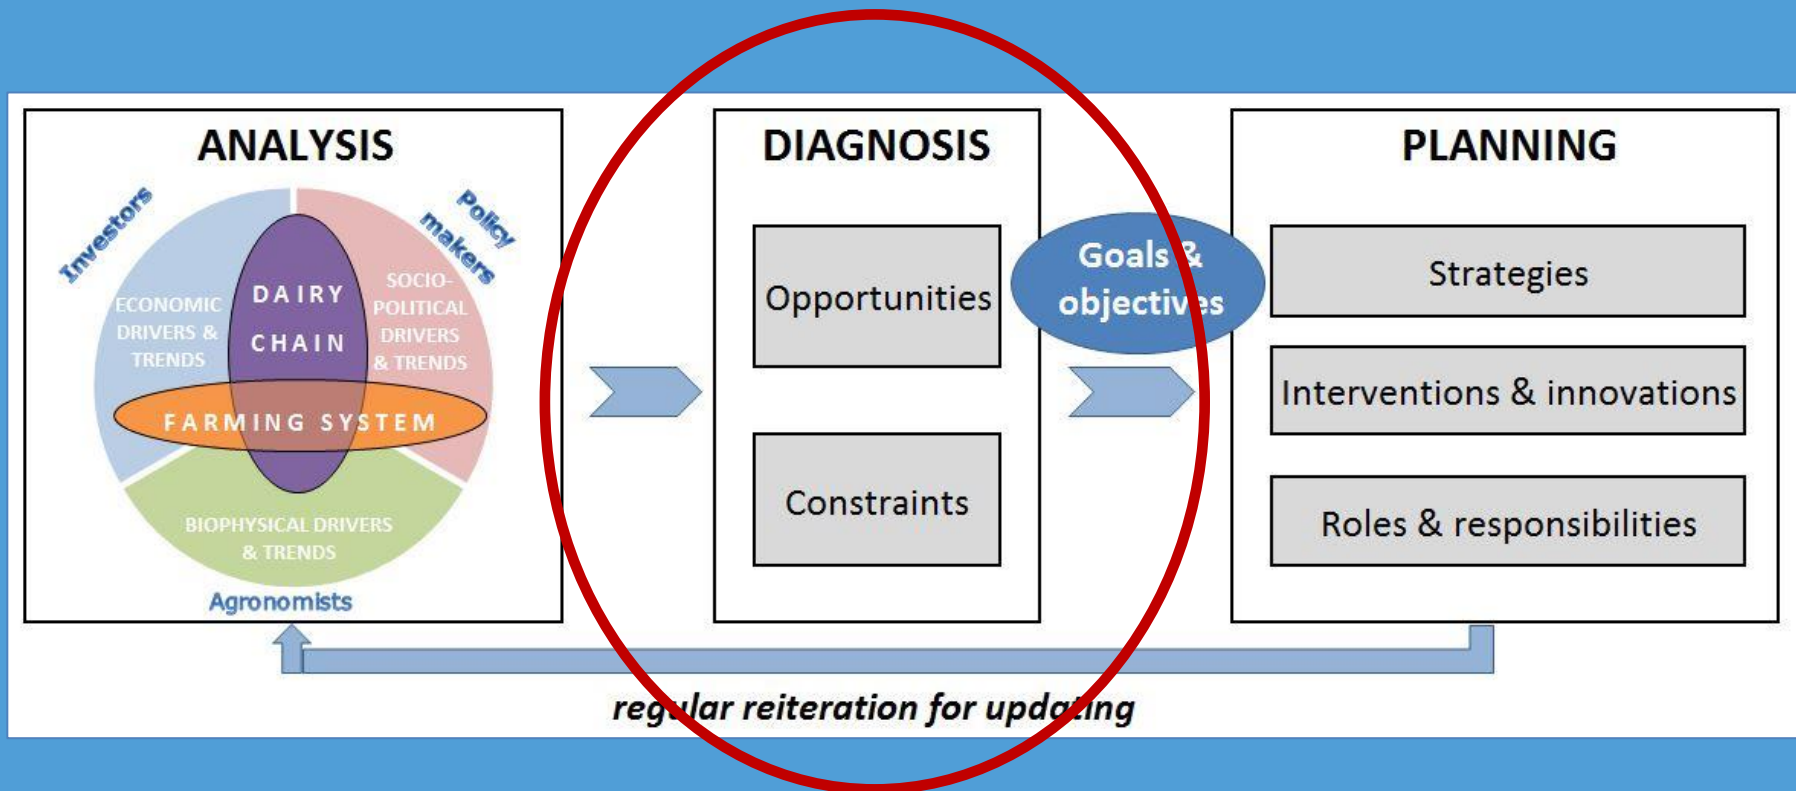 ANALYSIS
Investors
Policy
makers
ECONOMIC
DRIVERS &
TRENDS
DAIRY
CHAIN
SOCIO-
POLITICAL
DRIVERS
& TRENDS
FARMING SYSTEM
BIOPHYSICAL DRIVERS
& TRENDS
Agronomists
DIAGNOSIS
Opportunities
Constraints
Goals &
objectives
PLANNING
Strategies
Interventions & innovations
Roles & responsibilities
regular reiteration for updating